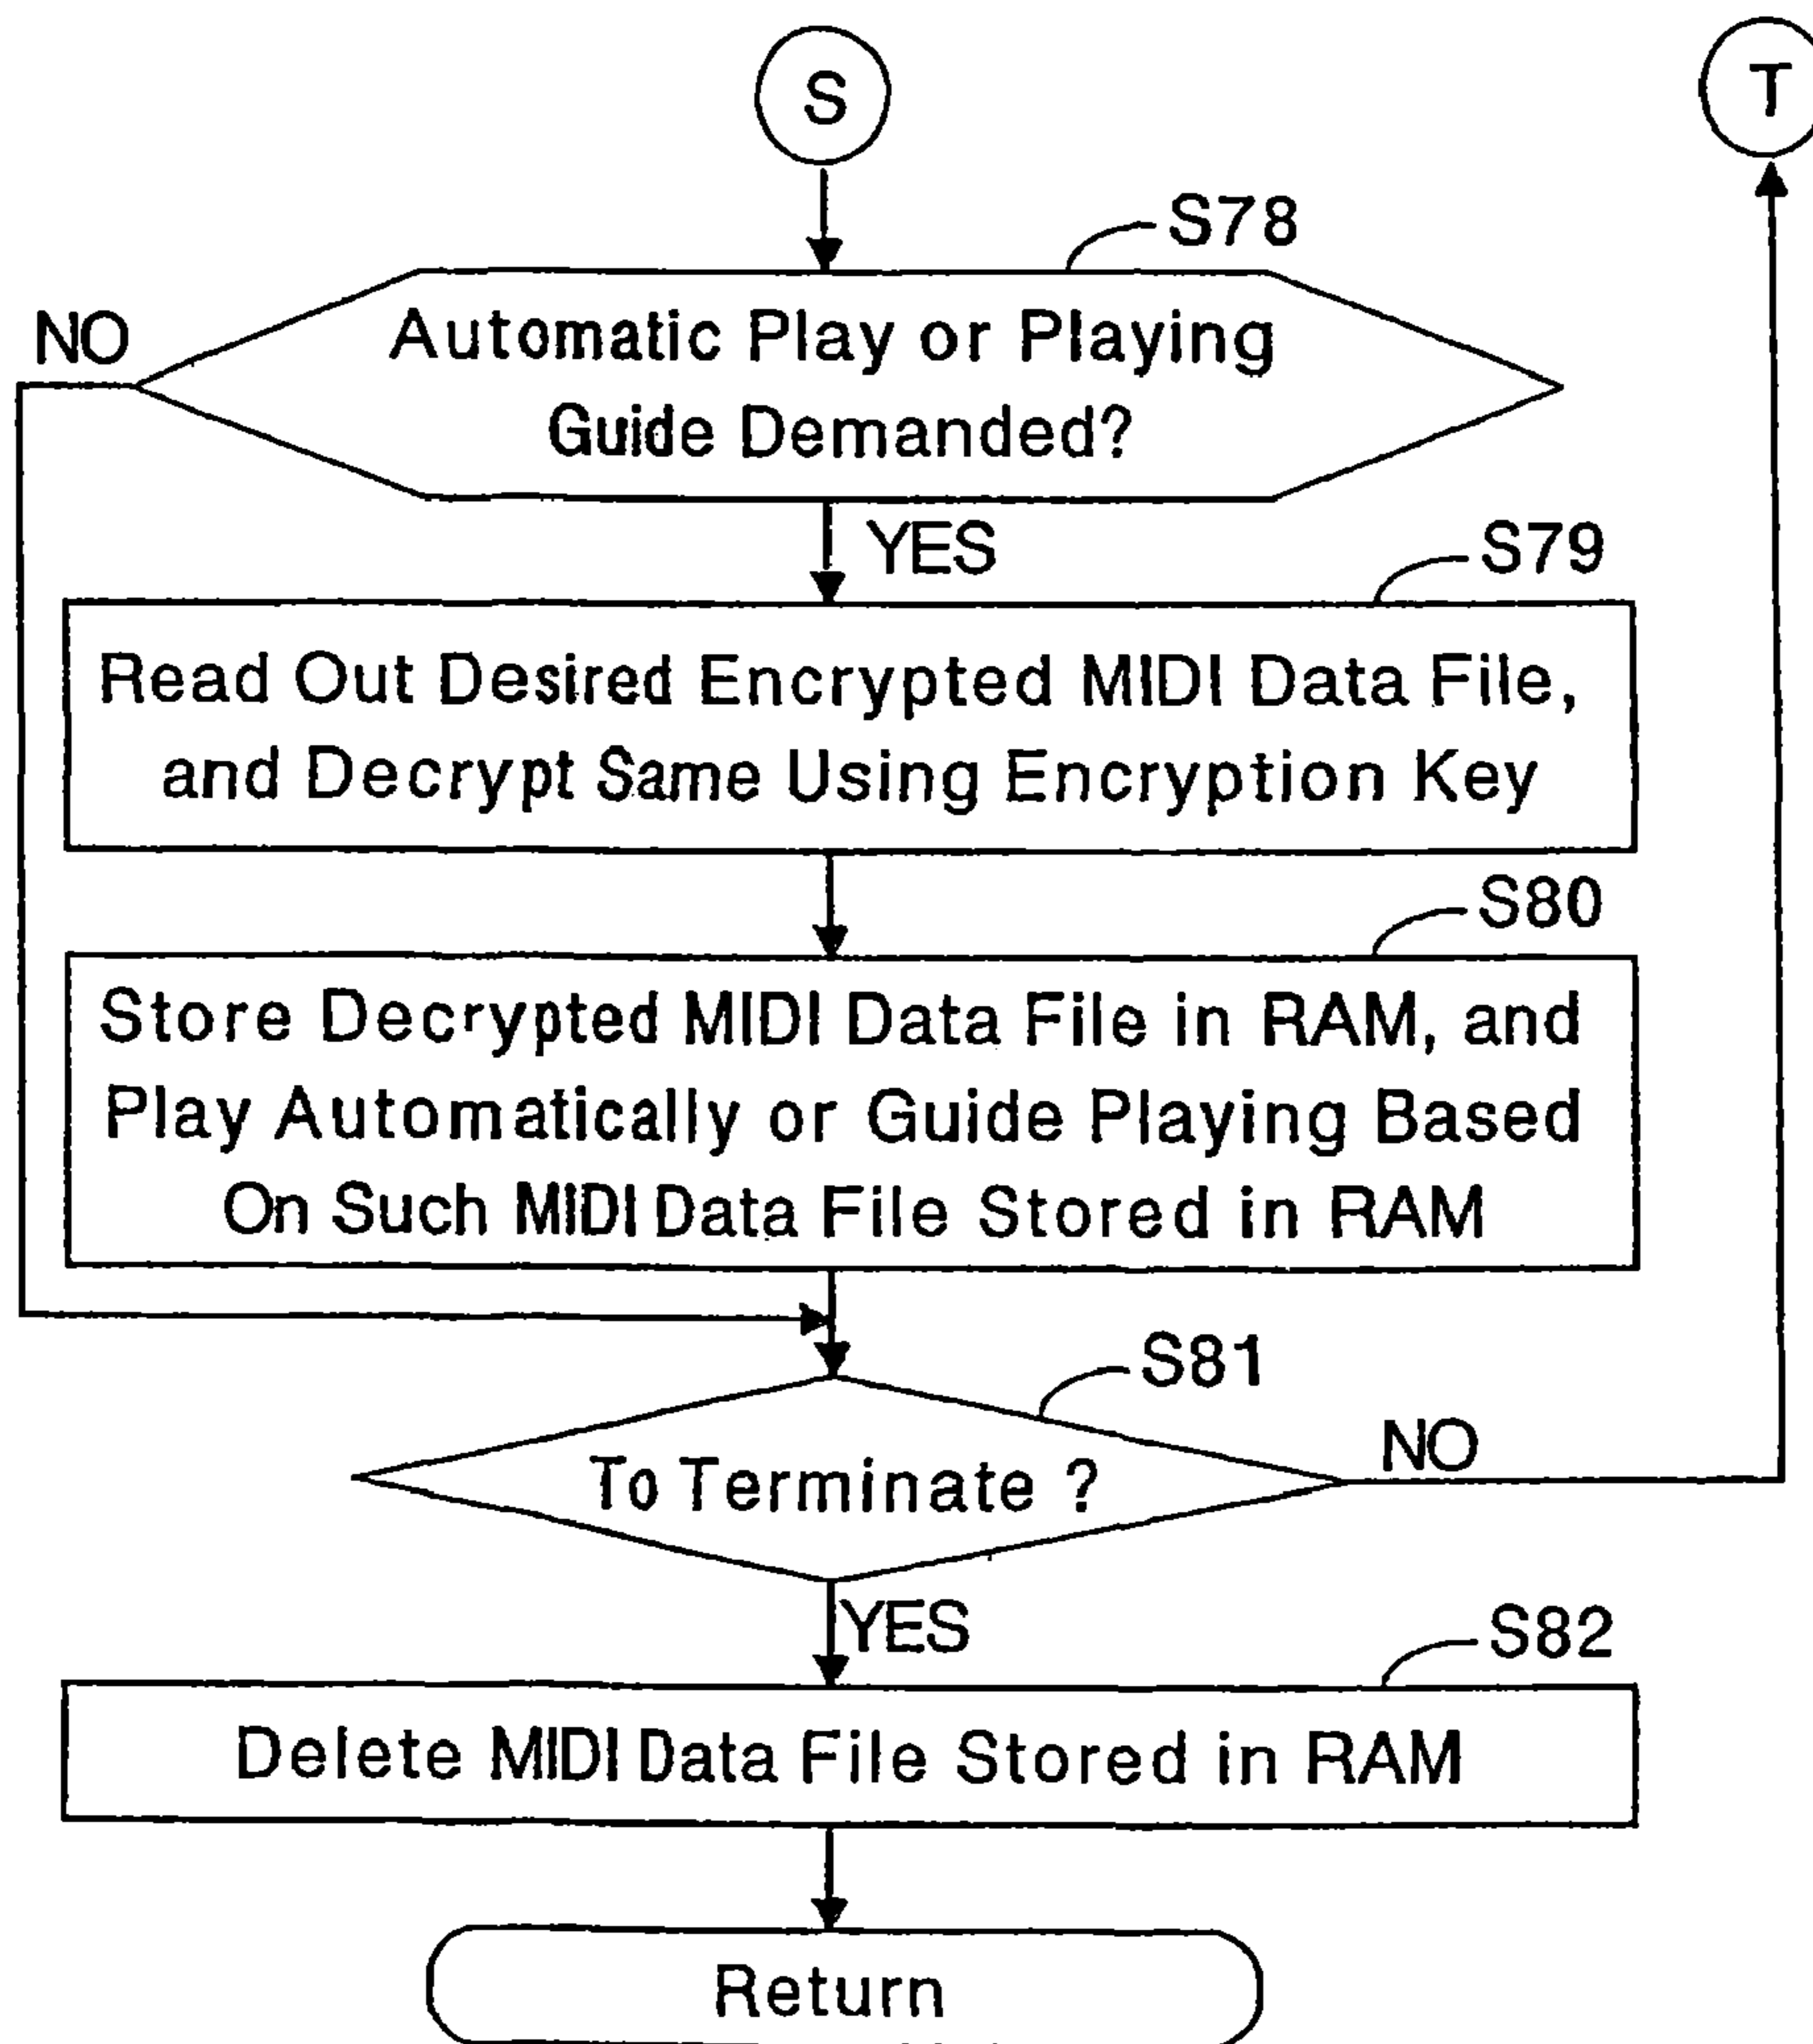 S
T
S78
NO
Automatic Play or Playing
Guide Demanded?
YES
S79
Read Out Desired Encrypted MIDI Data File,
and Decrypt Same Using Encryption Key
S80
Store Decrypted MIDI Data File in RAM, and
Play Automatically or Guide Playing Based
On Such MIDI Data File Stored in RAM
S81
To Terminate ?
NO
YES
S82
Delete MIDI Data File Stored in RAM
Return